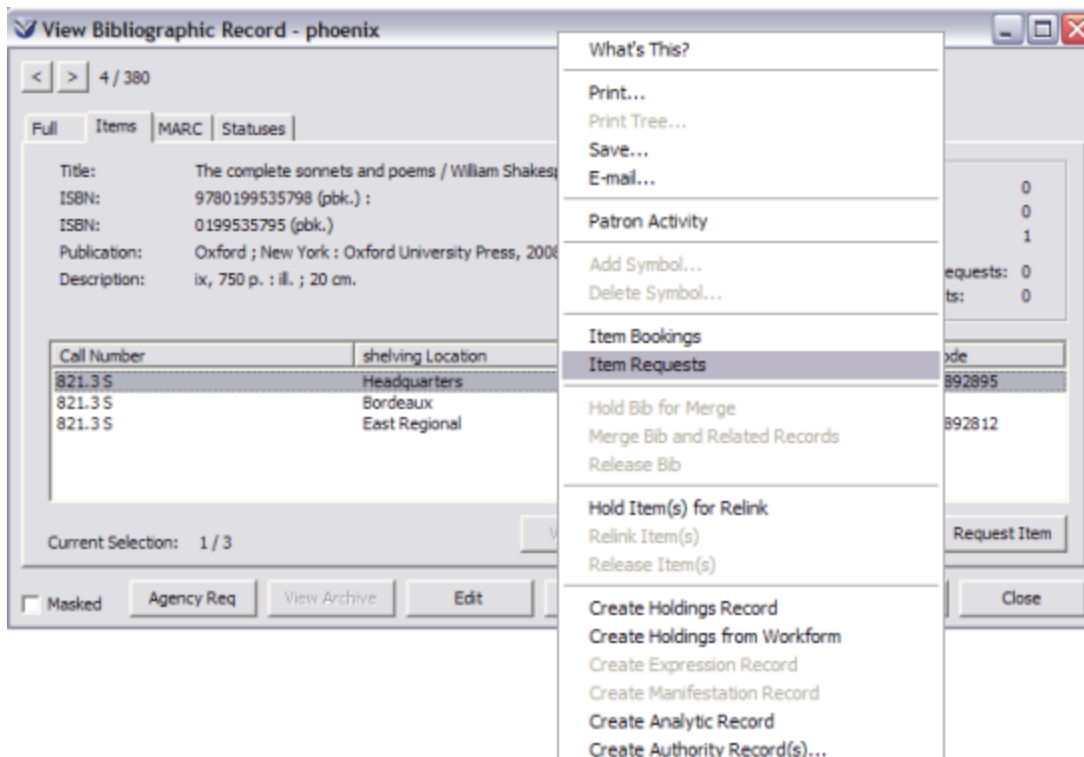 View Bibliographic Record - phoenix
< > 4 / 380
Full Items MARC Statuses
Title: The complete sonnets and poems / William
ISBN: 9780199535798 (pbk.) :
ISBN: 0199535795 (pbk.)
Publication: Oxford ; New York : Oxford University Press, 2008
Description: ix, 750 p. : ill. ; 20 cm.
0
0
1
equests: 0
ts: 0
Call Number shelving Location ode
821.3 S Headquarters 892895
821.3 S Bordeaux
821.3 S East Regional 892812
Current Selection: 1 / 3
Request Item
Masked Agency Req View Archive Edit Close
What's This?
Print...
Print Tree...
Save...
E-mail...
Patron Activity
Add Symbol...
Delete Symbol...
Item Bookings
Item Requests
Hold Bib for Merge
Merge Bib and Related Records
Release Bib
Hold Item(s) for Relink
Relink Item(s)
Release Item(s)
Create Holdings Record
Create Holdings from Workform
Create Expression Record
Create Manifestation Record
Create Analytic Record
Create Authority Record(s)...